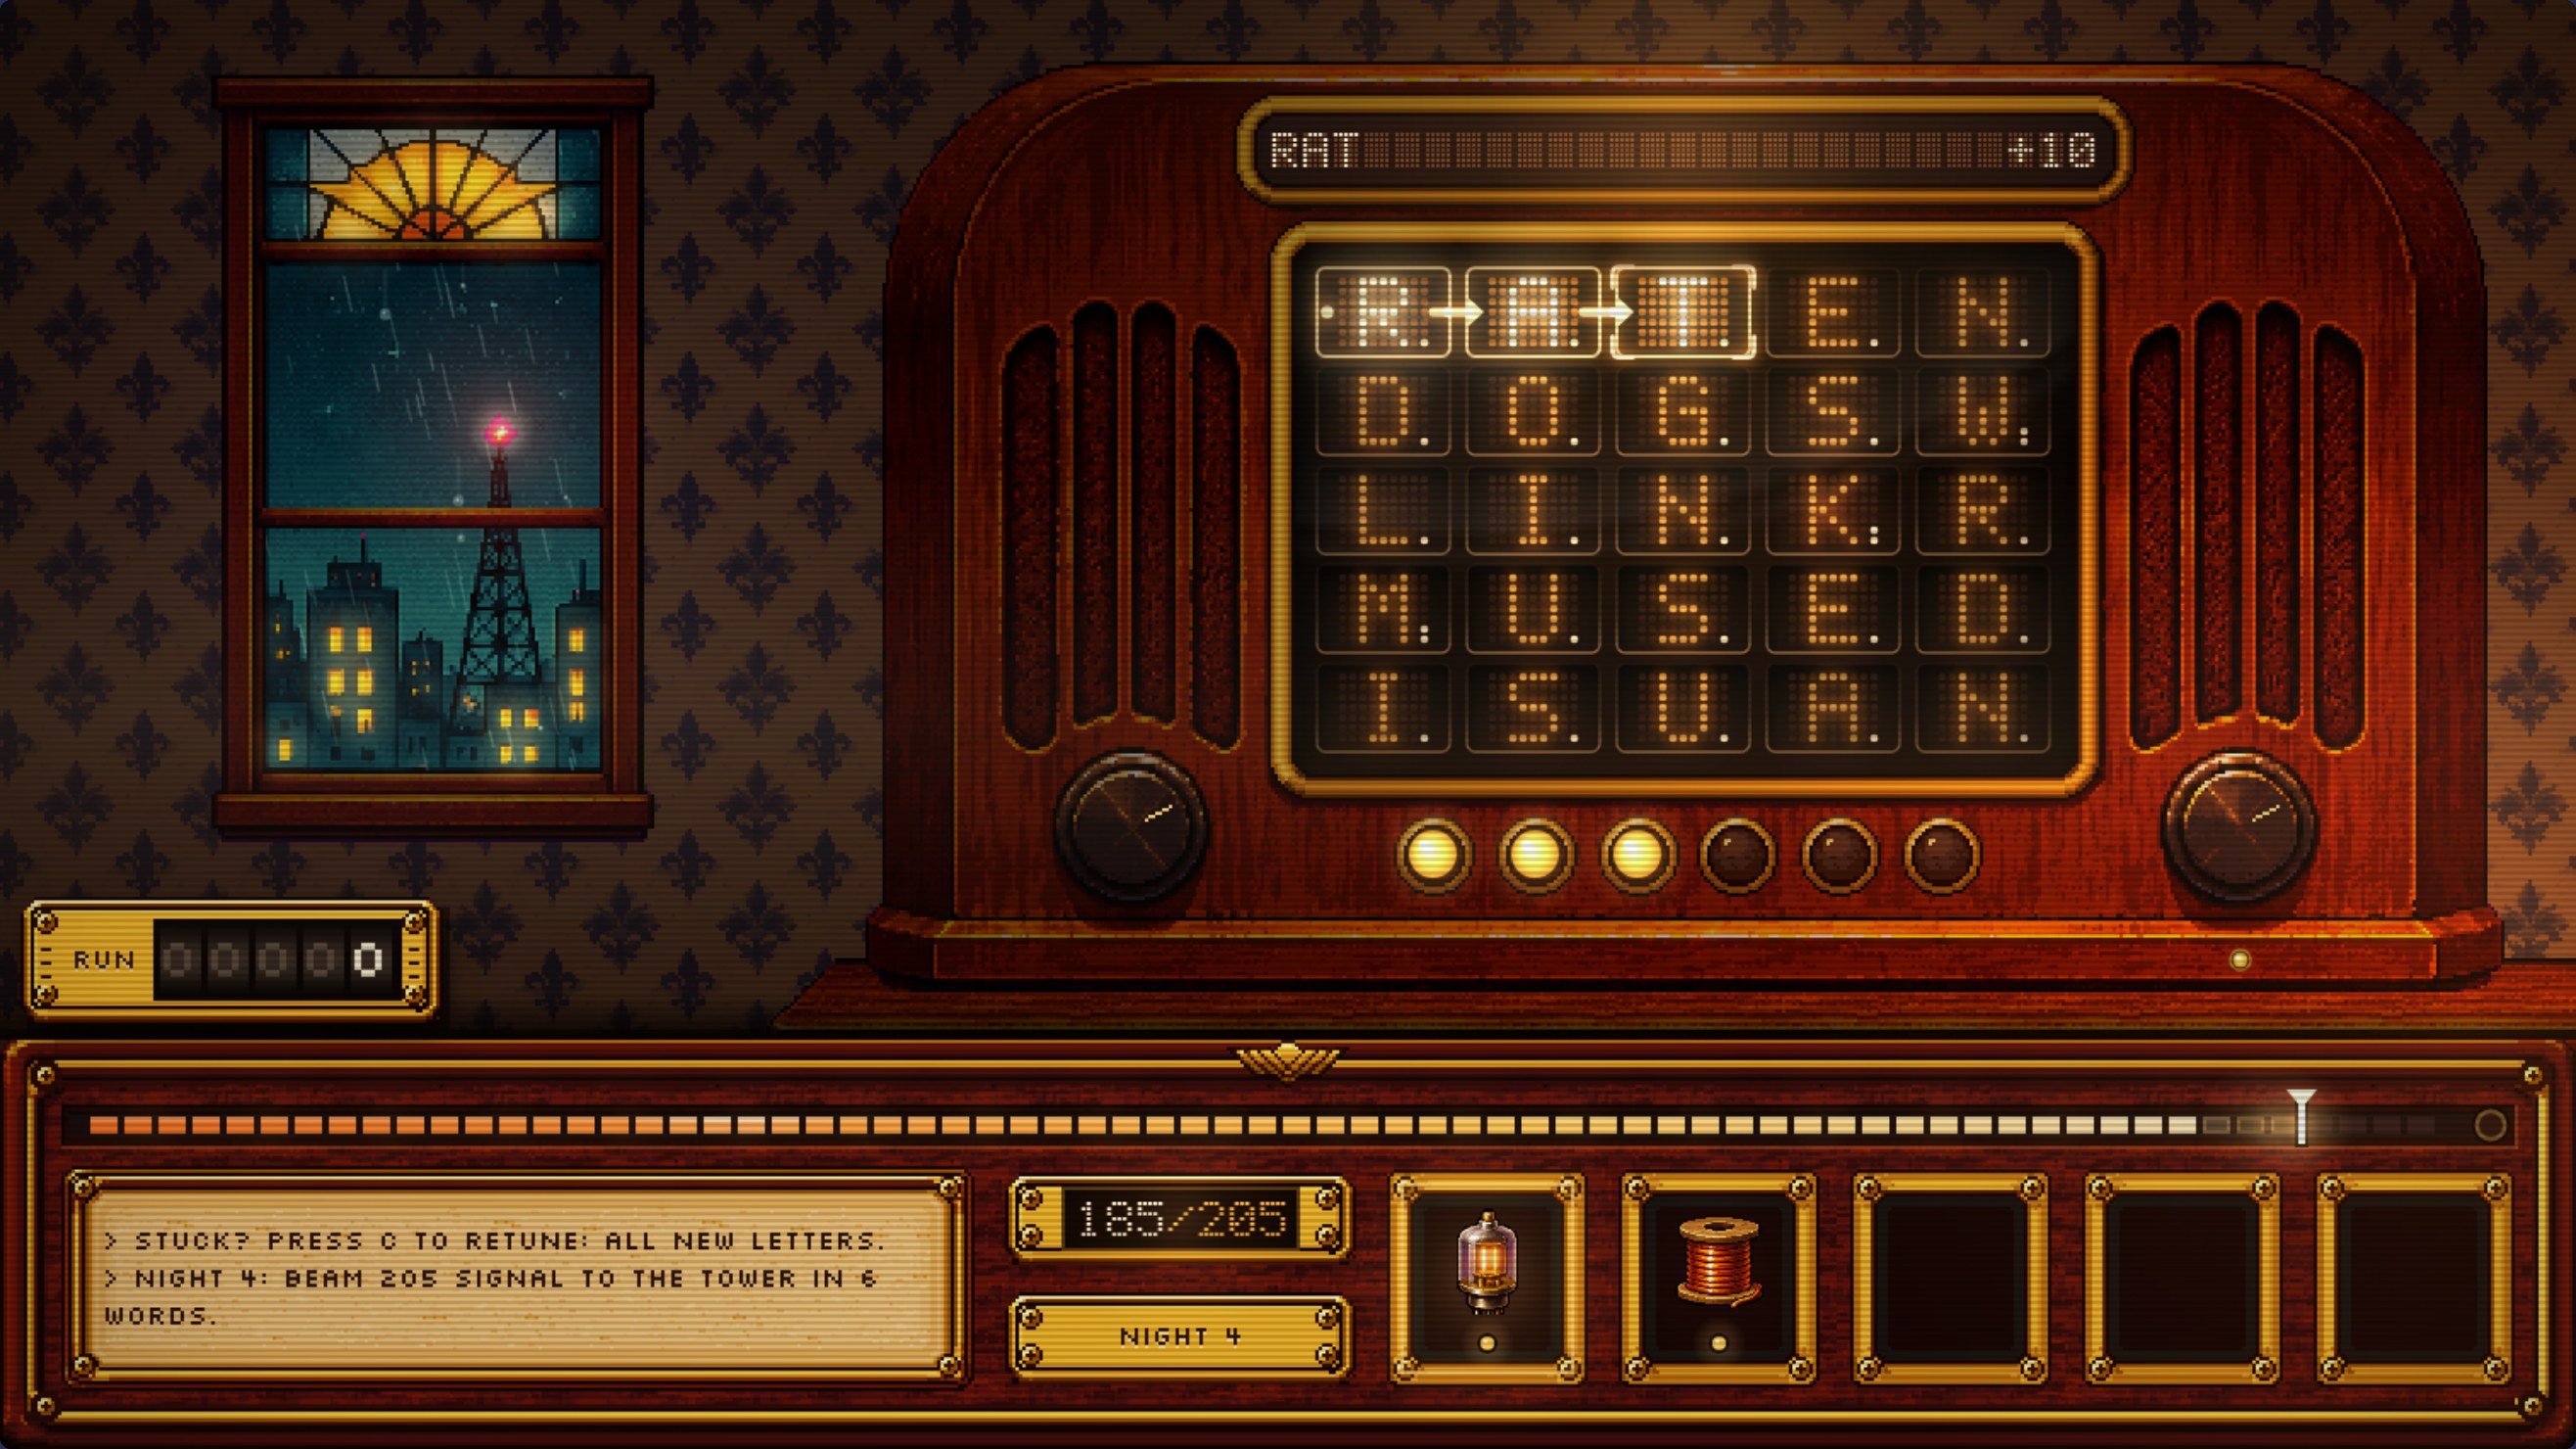 RAT +10
R. A. T. E. N.
D. O. G. S. W:
L. I. N. K: R.
M: U. S. E. D.
I. S. U. A. N.
RUN 00000
> STUCK? PRESS C TO RETUNE: ALL NEW LETTERS.
> NIGHT 4: BEAM 205 SIGNAL TO THE TOWER IN 6
WORDS.
185/205
NIGHT 4